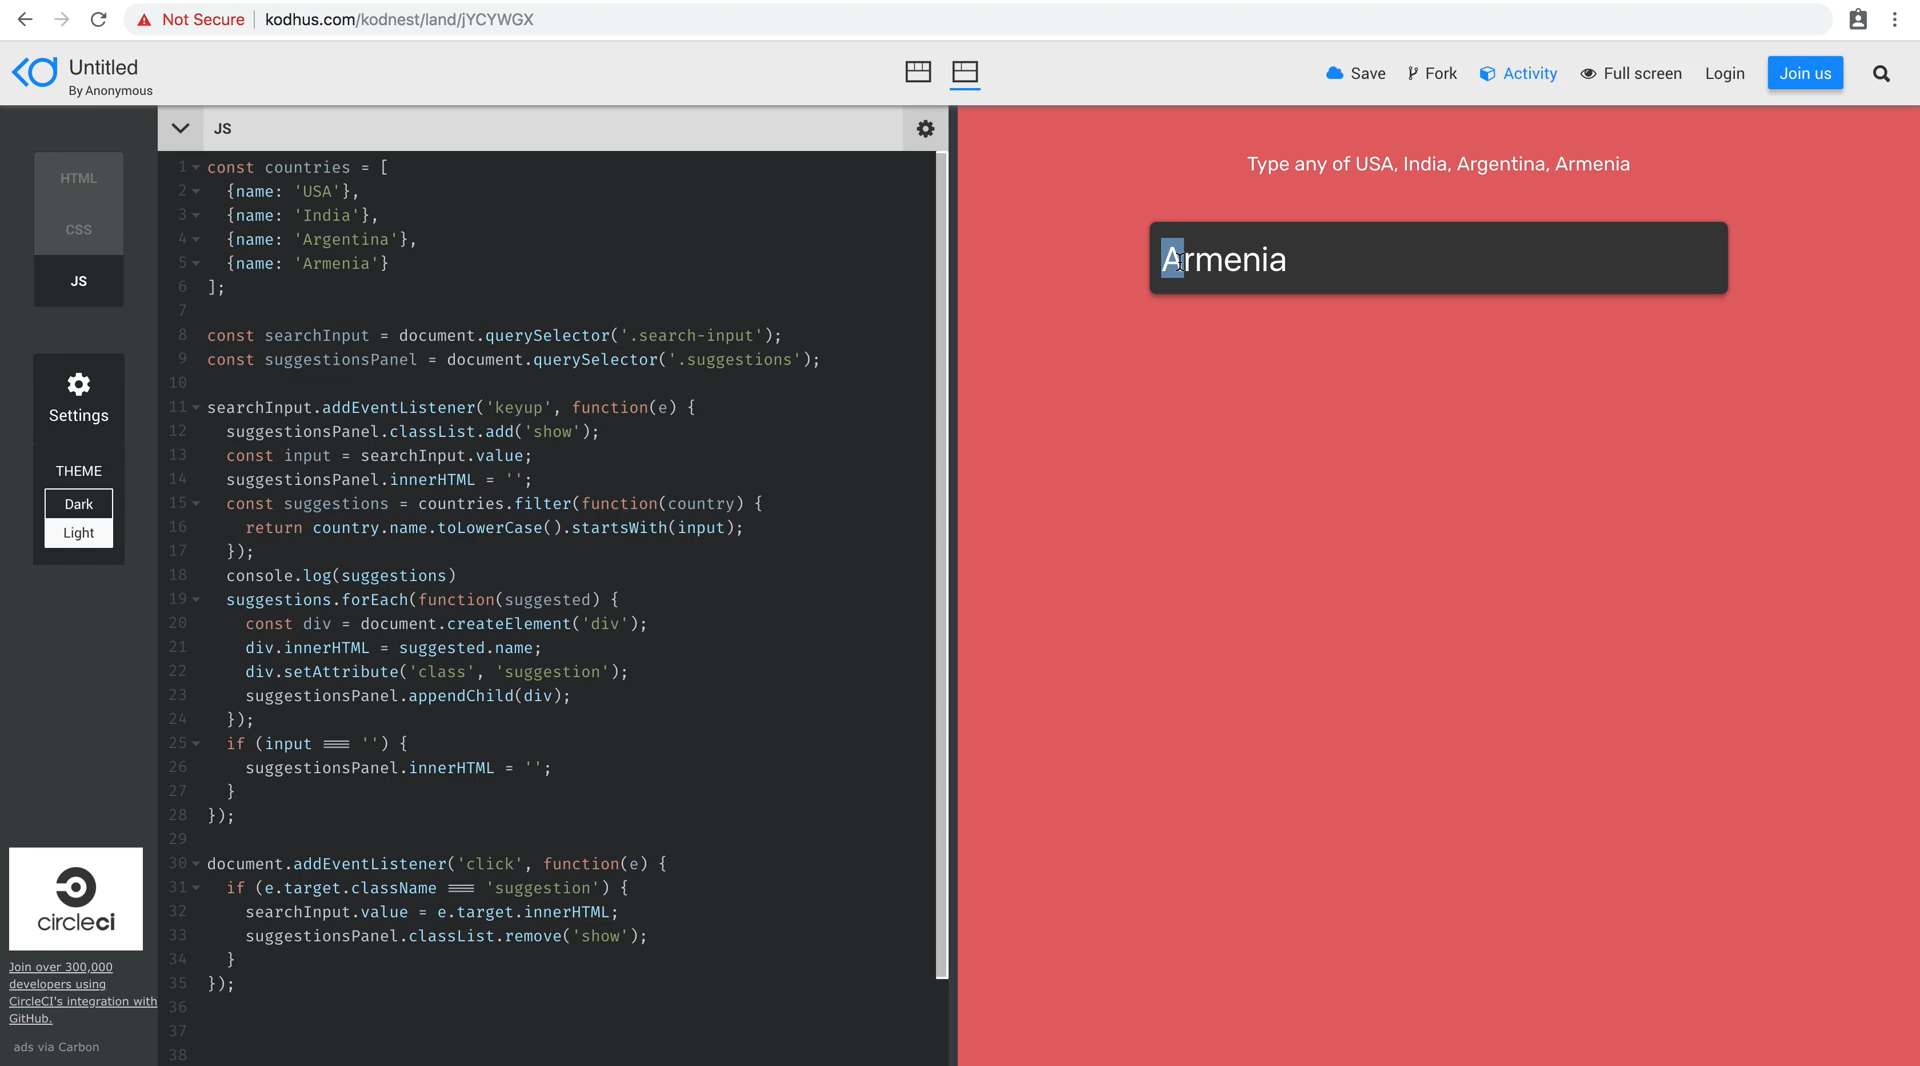 Not Secure kodhus.com/kodnest/land/jYCYWGX
Untitled
By Anonymous
Save Fork Activity Full screen Login Join us
HTML
CSS
JS
Settings
THEME
Dark
Light
circleci
Join over 300,000
developers using
CircleCI's integration with
GitHub.
ads via Carbon
JS
1 const countries = [
2 {name: 'USA'},
3 {name: 'India'},
4 {name: 'Argentina'},
5 {name: 'Armenia'}
6 ];
7
8 const searchInput = document.querySelector('.search-input');
9 const suggestionsPanel = document.querySelector('.suggestions');
10
11 searchInput.addEventListener('keyup', function(e) {
12 suggestionsPanel.classList.add('show');
13 const input = searchInput.value;
14 suggestionsPanel.innerHTML = '';
15 const suggestions = countries.filter(function(country) {
16 return country.name.toLowerCase().startsWith(input);
17 });
18 console.log(suggestions)
19 suggestions.forEach(function(suggested) {
20 const div = document.createElement('div');
21 div.innerHTML = suggested.name;
22 div.setAttribute('class', 'suggestion');
23 suggestionsPanel.appendChild(div);
24 });
25 if (input === '') {
26 suggestionsPanel.innerHTML = '';
27 }
28 });
29
30 document.addEventListener('click', function(e) {
31 if (e.target.className === 'suggestion') {
32 searchInput.value = e.target.innerHTML;
33 suggestionsPanel.classList.remove('show');
34 }
35 });
36
37
38
Type any of USA, India, Argentina, Armenia
Armenia